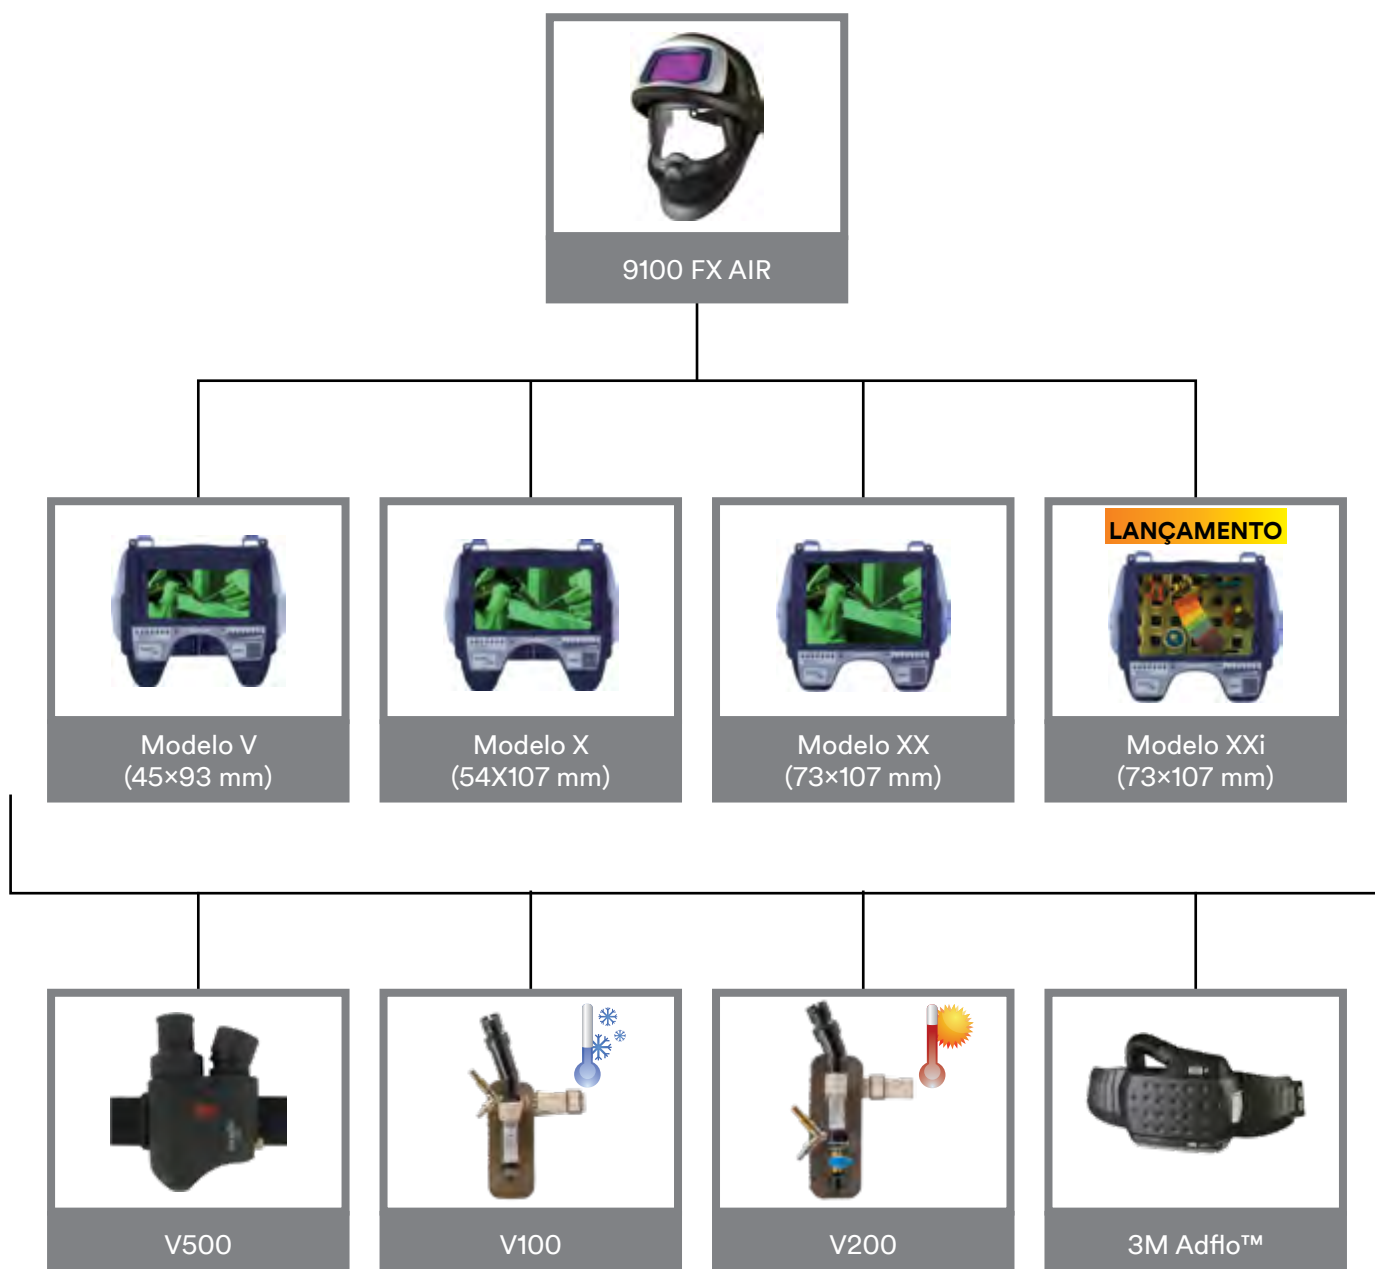 9100 FX AIR
LANÇAMENTO
Modelo V
(45×93 mm)
Modelo X
(54X107 mm)
Modelo XX
(73×107 mm)
Modelo XXi
(73×107 mm)
V500
V100
V200
3M Adflo™